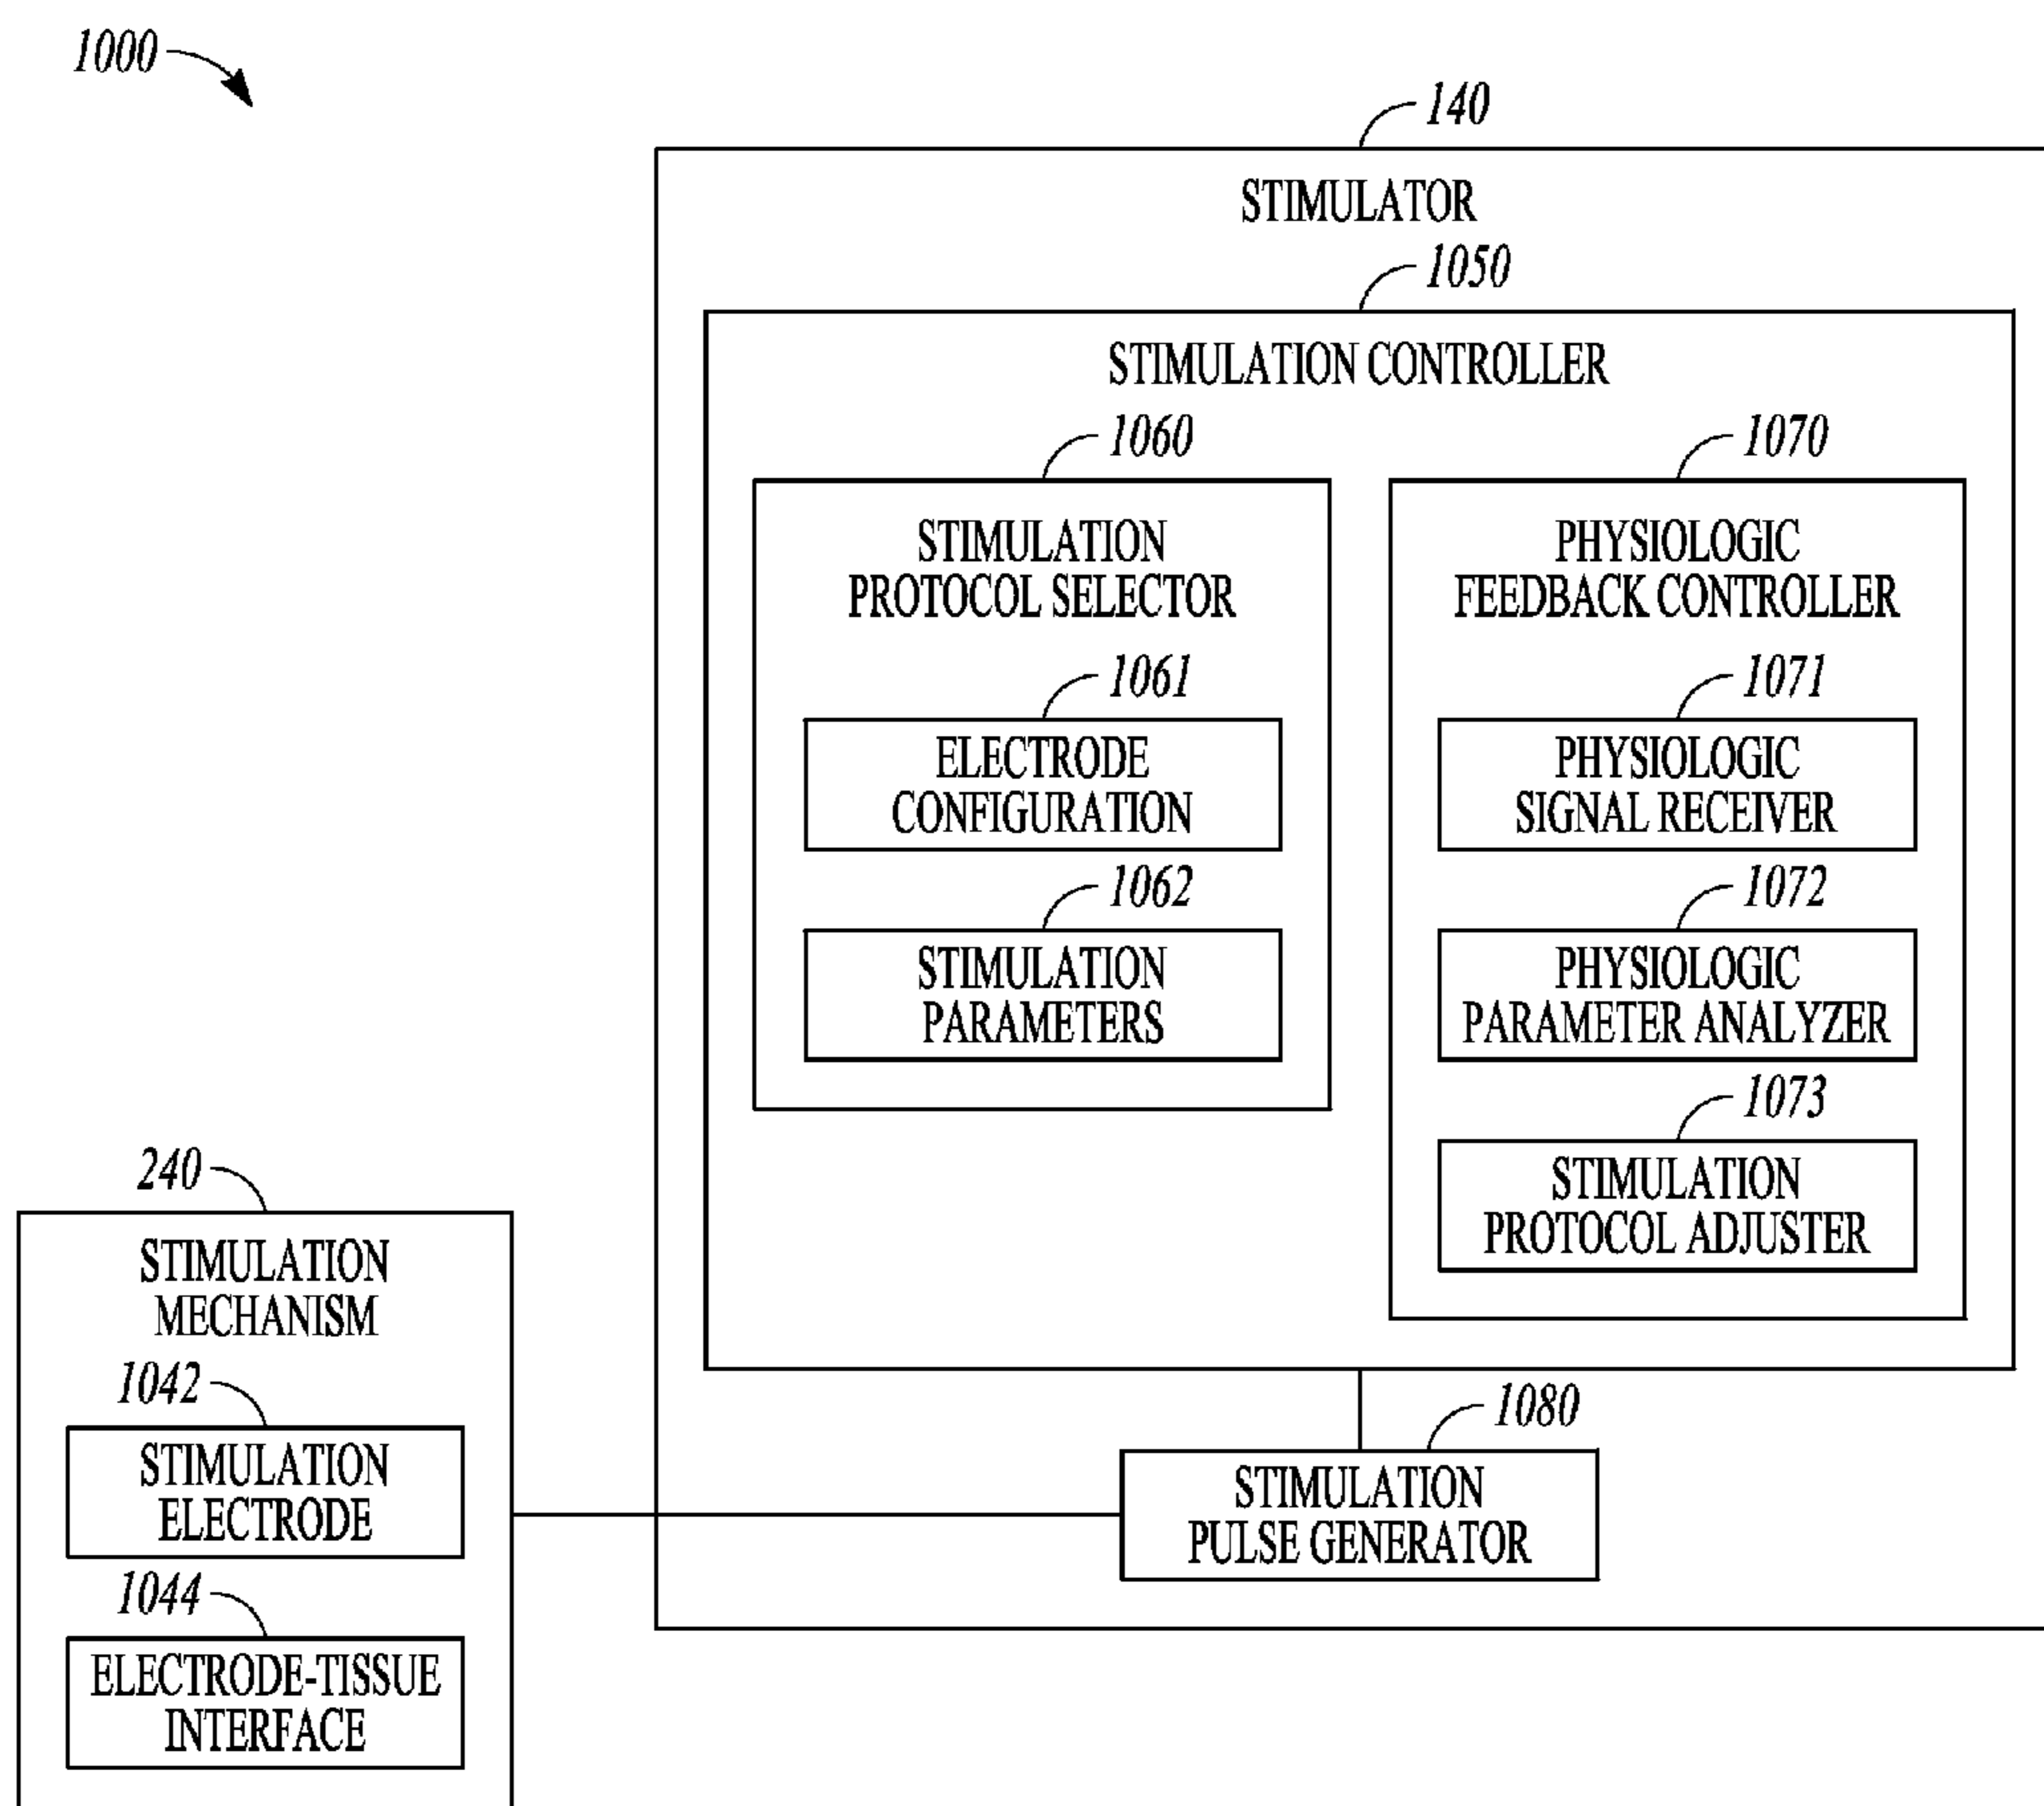 1000
140
STIMULATOR
1050
STIMULATION CONTROLLER
1060
STIMULATION
PROTOCOL SELECTOR
1061
ELECTRODE
CONFIGURATION
1062
STIMULATION
PARAMETERS
1070
PHYSIOLOGIC
FEEDBACK CONTROLLER
1071
PHYSIOLOGIC
SIGNAL RECEIVER
1072
PHYSIOLOGIC
PARAMETER ANALYZER
1073
STIMULATION
PROTOCOL ADJUSTER
240
STIMULATION
MECHANISM
1042
STIMULATION
ELECTRODE
1044
ELECTRODE-TISSUE
INTERFACE
1080
STIMULATION
PULSE GENERATOR